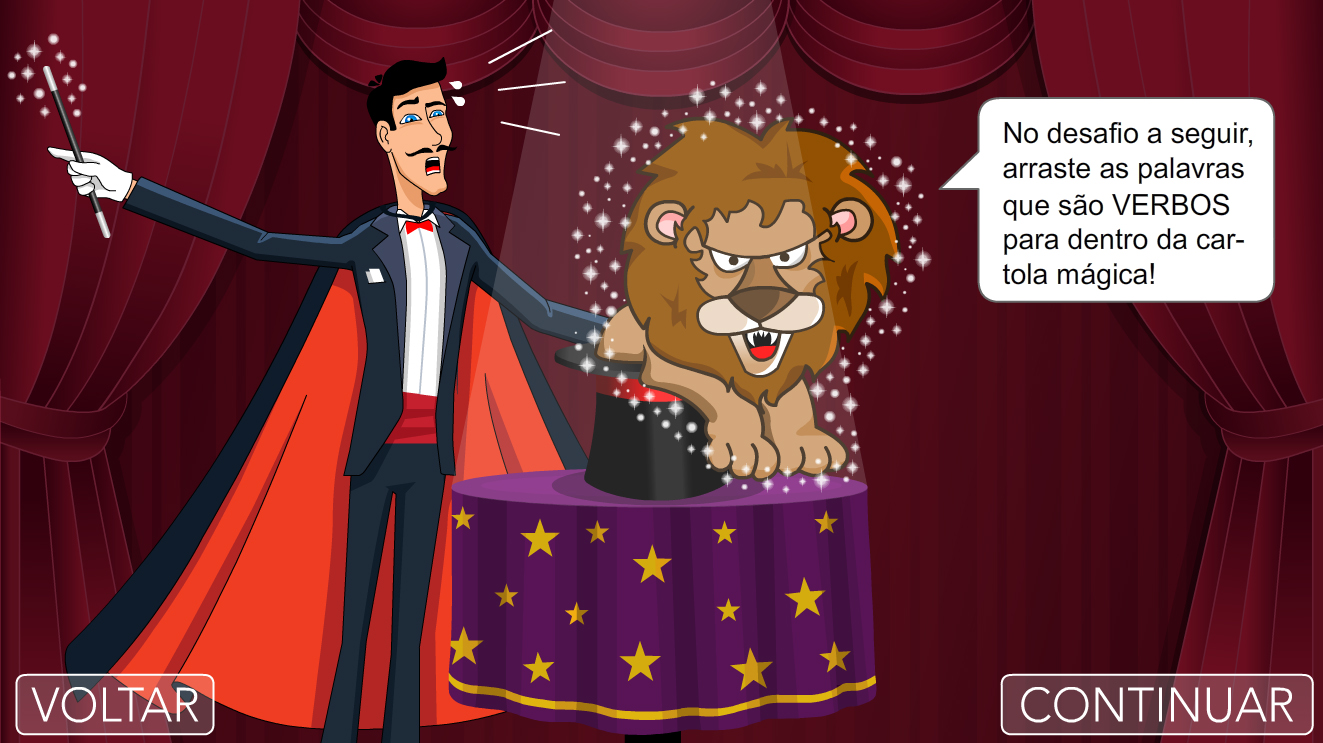 No desafio a seguir,
arraste as palavras
que são VERBOS
para dentro da car-
tola mágica!
VOLTAR
CONTINUAR